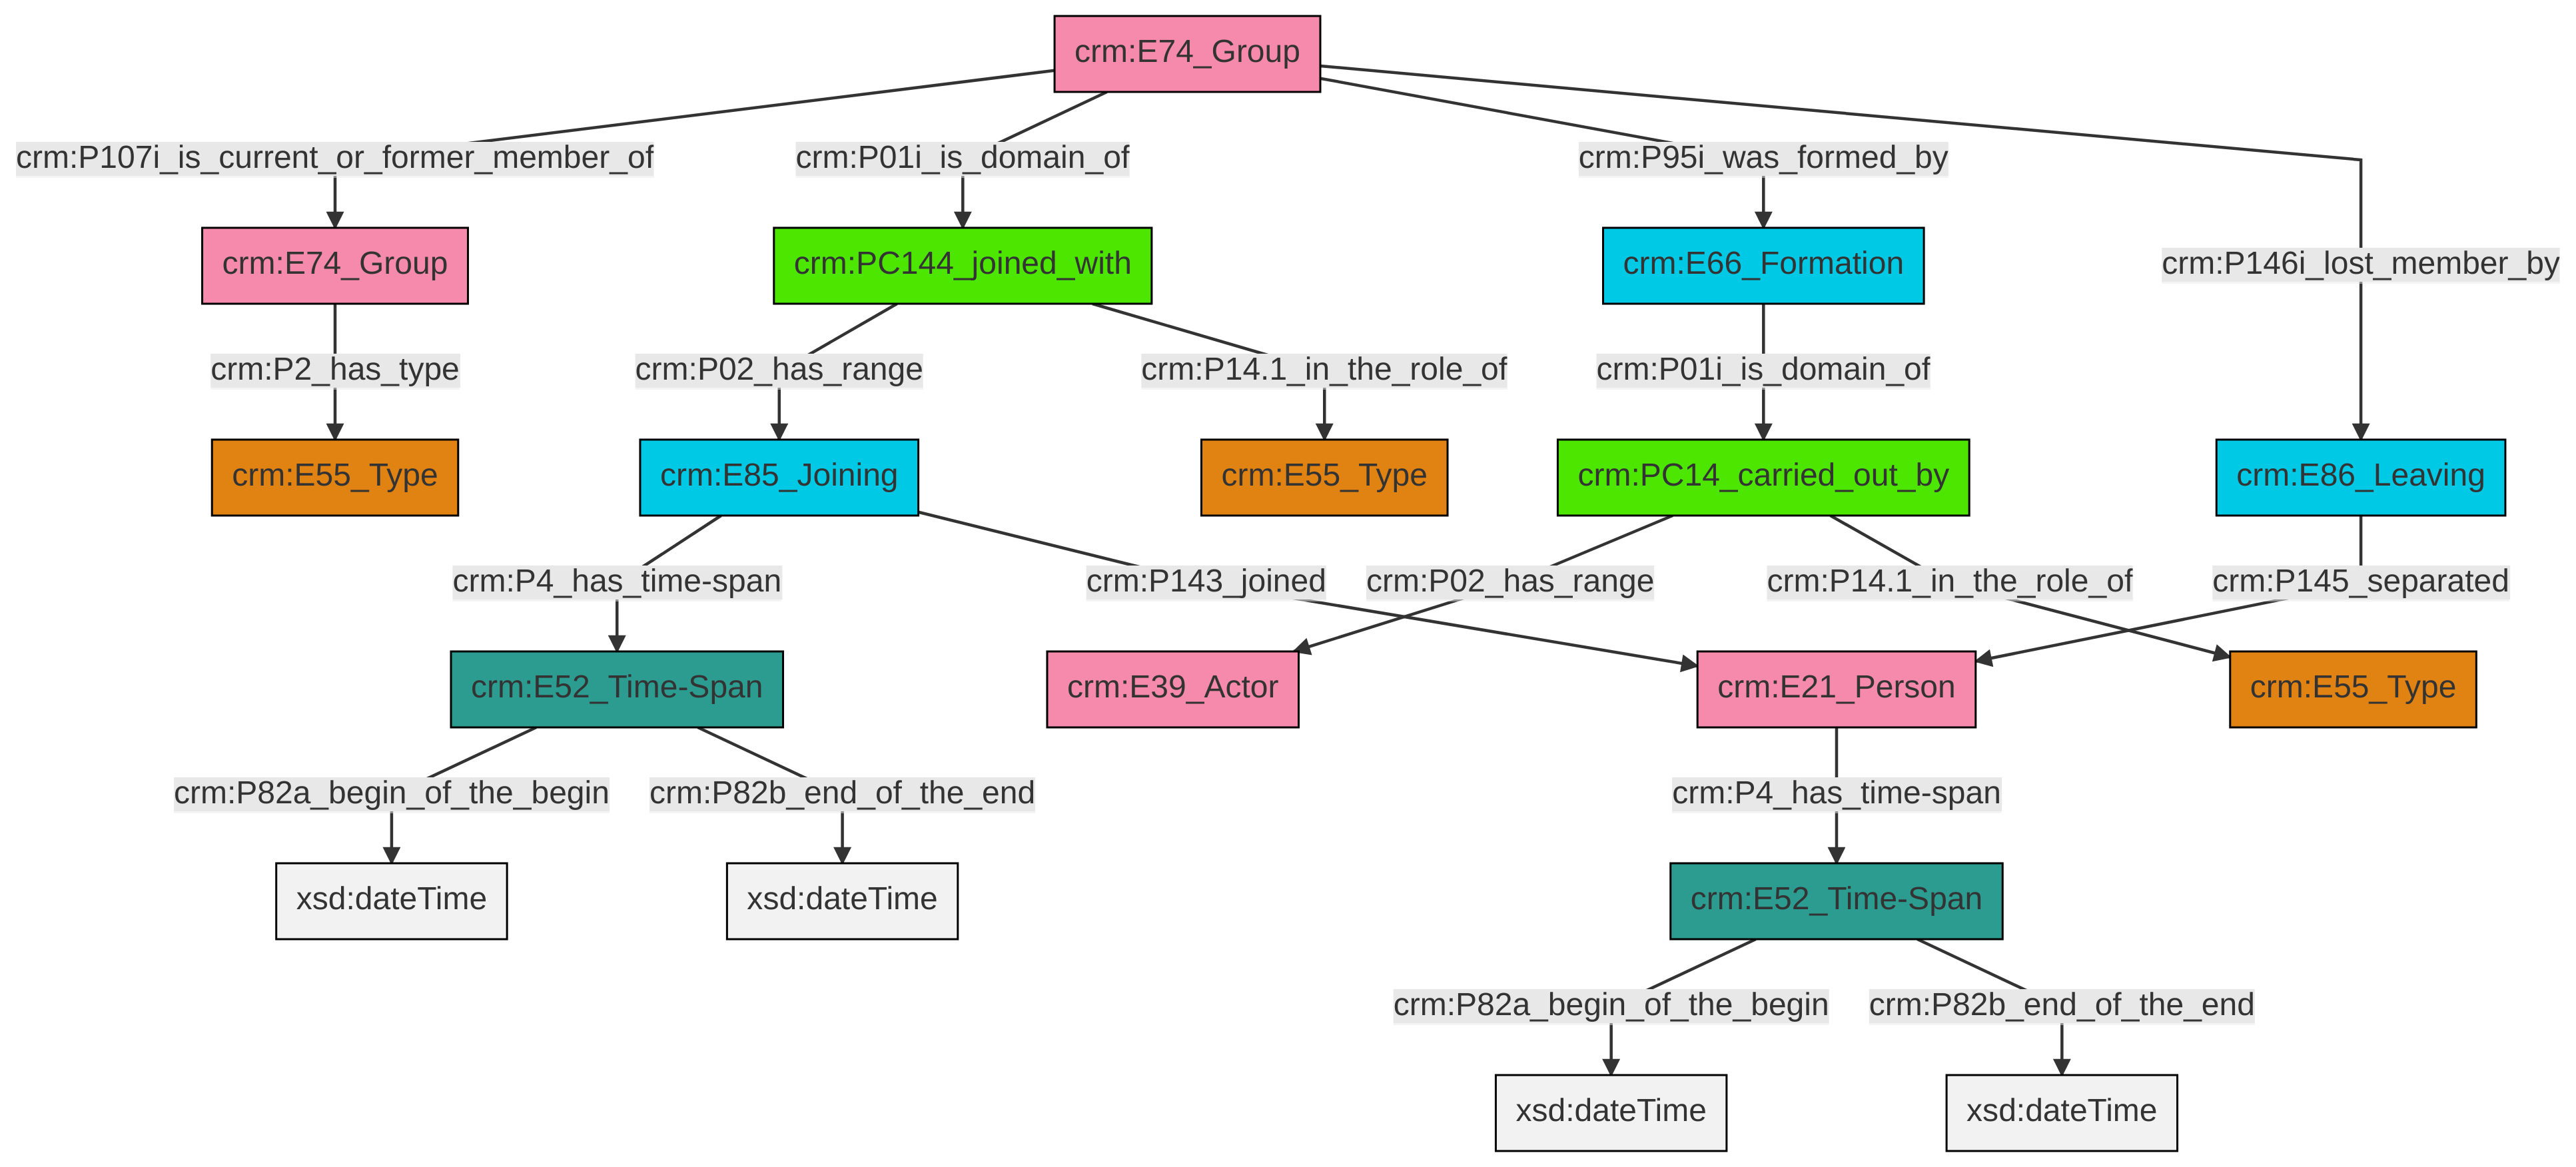 crm:E74_Group
crm:P107i_is_current_or_former_member_of
crm:P01i_is_domain_of
crm:P95i_was_formed_by
crm:E74_Group
crm:PC144_joined_with
crm:E66_Formation
crm:P146i_lost_member_by
crm:P2_has_type
crm:P02_has_range
crm:P14.1_in_the_role_of
crm:P01i_is_domain_of
crm:E55_Type
crm:E85_Joining
crm:E55_Type
crm:PC14_carried_out_by
crm:E86_Leaving
crm:P4_has_time-span
crm:P143_joined
crm:P02_has_range
crm:P14.1_in_the_role_of
crm:P145_separated
crm:E52_Time-Span
crm:E39_Actor
crm:E21_Person
crm:E55_Type
crm:P82a_begin_of_the_begin
crm:P82b_end_of_the_end
crm:P4_has_time-span
xsd:dateTime
xsd:dateTime
crm:E52_Time-Span
crm:P82a_begin_of_the_begin
crm:P82b_end_of_the_end
xsd:dateTime
xsd:dateTime